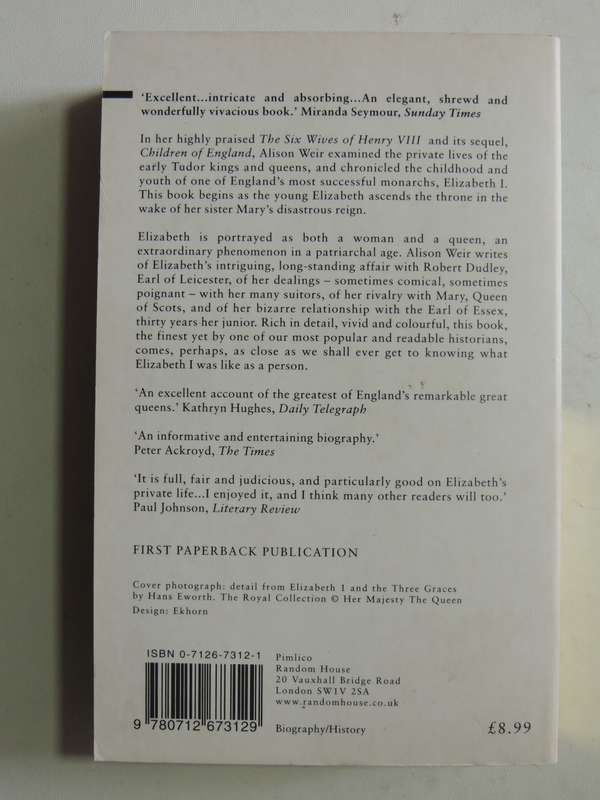 ‘Excellent...intricate and absorbing...An elegant, shrewd and
wonderfully vivacious book.’ Miranda Seymour, Sunday Times
In her highly praised The Six Wives of Henry VIII and its sequel,
Children of England, Alison Weir examined the private lives of the
early Tudor kings and queens, and chronicled the childhood and
youth of one of England’s most successful monarchs, Elizabeth I.
This book begins as the young Elizabeth ascends the throne in the
wake of her sister Mary’s disastrous reign.
Elizabeth is portrayed as both a woman and a queen, an
extraordinary phenomenon in a patriarchal age. Alison Weir writes
of Elizabeth’s intriguing, long-standing affair with Robert Dudley,
Earl of Leicester, of her dealings – sometimes comical, sometimes
poignant – with her many suitors, of her rivalry with Mary, Queen
of Scots, and of her bizarre relationship with the Earl of Essex,
thirty years her junior. Rich in detail, vivid and colourful, this book,
the finest yet by one of our most popular and readable historians,
comes, perhaps, as close as we shall ever get to knowing what
Elizabeth I was like as a person.
‘An excellent account of the greatest of England’s remarkable great
queens.’ Kathryn Hughes, Daily Telegraph
‘An informative and entertaining biography.’
Peter Ackroyd, The Times
‘It is full, fair and judicious, and particularly good on Elizabeth’s
private life...I enjoyed it, and I think many other readers will too.’
Paul Johnson, Literary Review
FIRST PAPERBACK PUBLICATION
Cover photograph: detail from Elizabeth I and the Three Graces
by Hans Eworth. The Royal Collection © Her Majesty The Queen
Design: Ekhorn
ISBN 0-7126-7312-1
9 780712 673129
Pimlico
Random House
20 Vauxhall Bridge Road
London SW1V 2SA
www.randomhouse.co.uk
Biography/History
£8.99